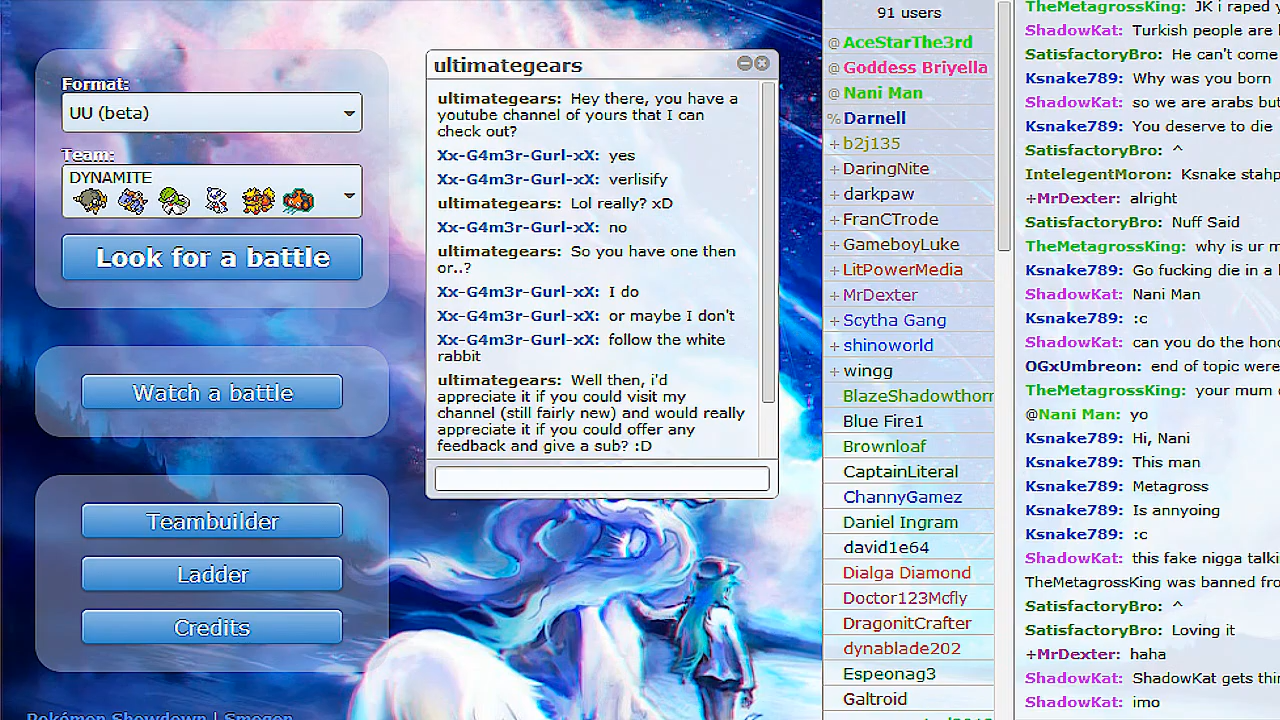 Format:
UU (beta)
Team:
DYNAMITE
Look for a battle
Watch a battle
Teambuilder
Ladder
Credits
Pokémon Showdown | Smogon
ultimategears
ultimategears: Hey there, you have a
youtube channel of yours that I can
check out?
Xx-G4m3r-Gurl-xX: yes
Xx-G4m3r-Gurl-xX: verlisify
ultimategears: Lol really? xD
Xx-G4m3r-Gurl-xX: no
ultimategears: So you have one then
or..?
Xx-G4m3r-Gurl-xX: I do
Xx-G4m3r-Gurl-xX: or maybe I don't
Xx-G4m3r-Gurl-xX: follow the white
rabbit
ultimategears: Well then, i'd
appreciate it if you could visit my
channel (still fairly new) and would really
appreciate it if you could offer any
feedback and give a sub? :D
91 users
@ AceStarThe3rd
@ Goddess Briyella
@ Nani Man
% Darnell
+ b2j135
+ DaringNite
+ darkpaw
+ FranCTrode
+ GameboyLuke
+ LitPowerMedia
+ MrDexter
+ Scytha Gang
+ shinoworld
+ wingg
BlazeShadowthorn
Blue Fire1
Brownloaf
CaptainLiteral
ChannyGamez
Daniel Ingram
david1e64
Dialga Diamond
Doctor123Mcfly
DragonitCrafter
dynablade202
Espeonag3
Galtroid
TheMetagrossKing: JK i raped y
ShadowKat: Turkish people are
SatisfactoryBro: He can't come
Ksnake789: Why was you born
ShadowKat: so we are arabs but
Ksnake789: You deserve to die
SatisfactoryBro: ^
IntelegentMoron: Ksnake stahp
+MrDexter: alright
SatisfactoryBro: Nuff Said
TheMetagrossKing: why is ur m
Ksnake789: Go fucking die in a
ShadowKat: Nani Man
Ksnake789: :c
ShadowKat: can you do the hono
OGxUmbreon: end of topic were
TheMetagrossKing: your mum
@Nani Man: yo
Ksnake789: Hi, Nani
Ksnake789: This man
Ksnake789: Metagross
Ksnake789: Is annyoing
Ksnake789: :c
ShadowKat: this fake nigga talki
TheMetagrossKing was banned fro
SatisfactoryBro: ^
SatisfactoryBro: Loving it
+MrDexter: haha
ShadowKat: ShadowKat gets thi
ShadowKat: imo